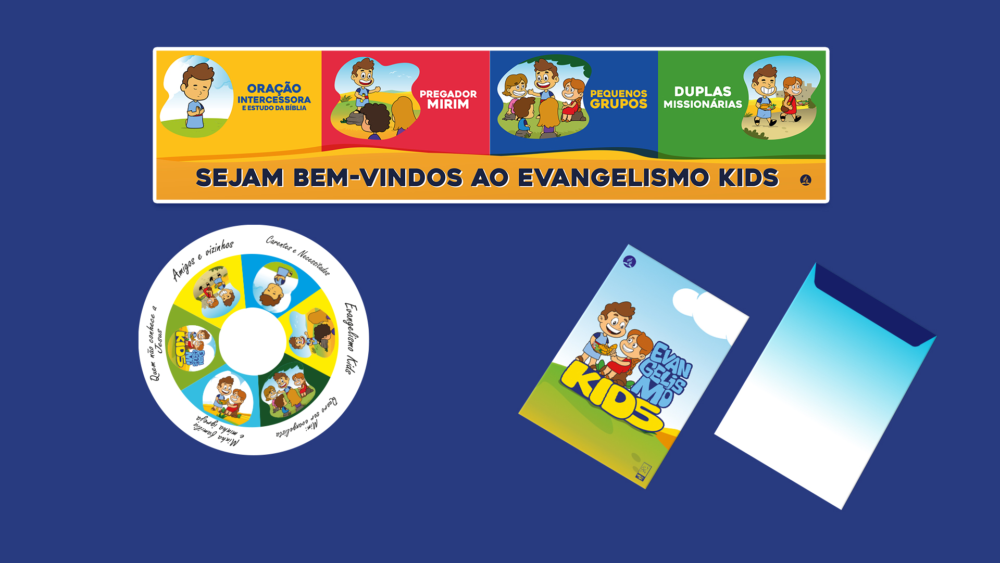 ORAÇÃO
INTERCESSORA
E ESTUDO DA BÍBLIA
PREGADOR
MIRIM
PEQUENOS
GRUPOS
DUPLAS
MISSIONÁRIAS
SEJAM BEM-VINDOS AO EVANGELISMO KIDS
Amigos e vizinhos
Carentes e Necessitados
Evangelismo Kids
Quero ser evangelista
Mim:
Minha família
e minha igreja
Quem não conhece a
Jesus
EVAN
GELIS
MO
KIDS
EVAN
GELIS
MO
KIDS